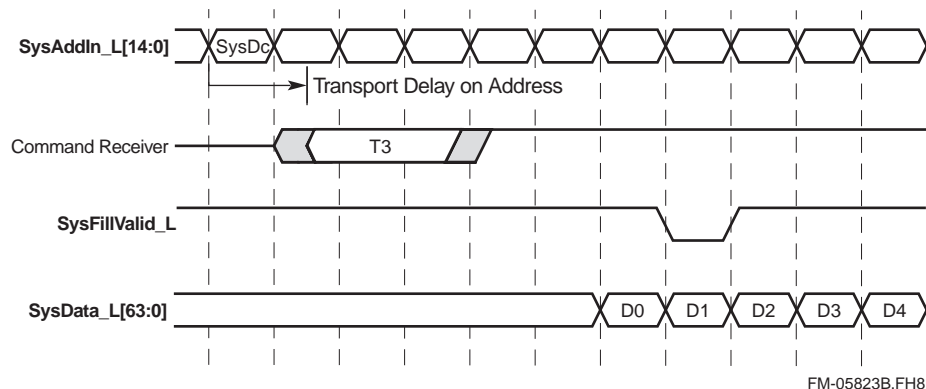 SysAddIn_L[14:0]
SysDc
Transport Delay on Address
Command Receiver
T3
SysFillValid_L
SysData_L[63:0]
D0 D1 D2 D3 D4
FM-05823B.FH8